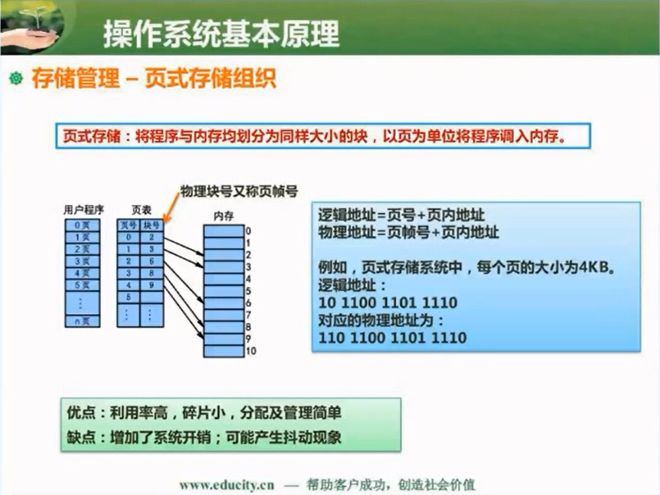 操作系统基本原理
存储管理 – 页式存储组织
页式存储：将程序与内存均划分为同样大小的块，以页为单位将程序调入内存。
物理块号又称页帧号
用户程序
0 页
1 页
2 页
3 页
4 页
5 页
⋮
n 页
页表
页号 块号
0 2
1 3
2 6
3 8
4 9
5
⋮ ⋮
内存
0
1
2
3
4
5
6
7
8
9
10
逻辑地址=页号+页内地址
物理地址=页帧号+页内地址
例如，页式存储系统中，每个页的大小为4KB。
逻辑地址：
10 1100 1101 1110
对应的物理地址为：
110 1100 1101 1110
优点：利用率高，碎片小，分配及管理简单
缺点：增加了系统开销；可能产生抖动现象
www.educity.cn — 帮助客户成功，创造社会价值